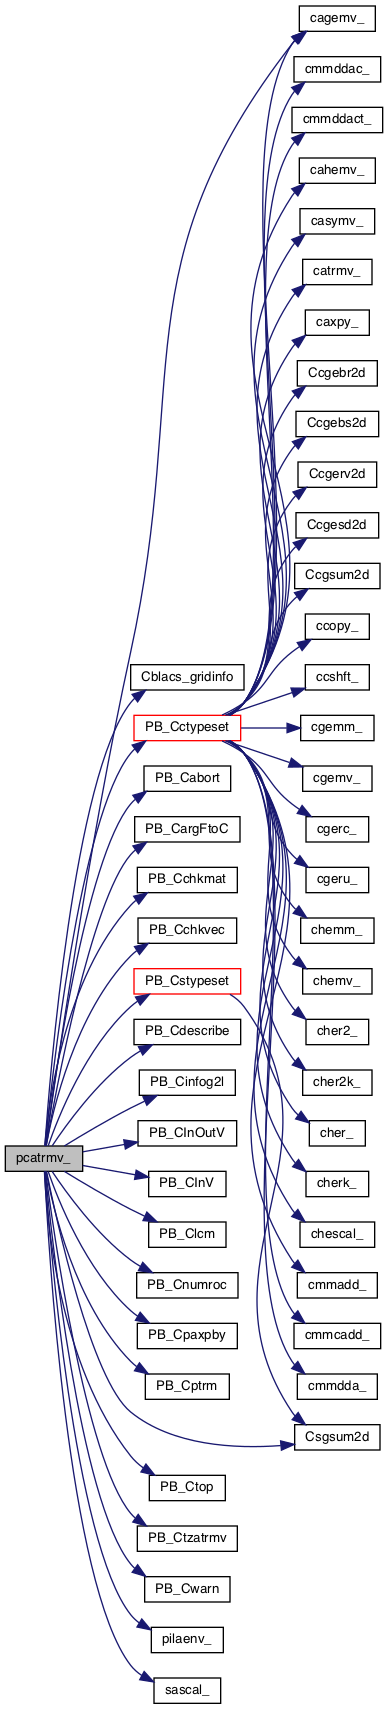 cagemv_
cmmddac_
cmmddact_
cahemv_
casymv_
catrmv_
caxpy_
Ccgebr2d
Ccgebs2d
Ccgerv2d
Ccgesd2d
Ccgsum2d
ccopy_
Cblacs_gridinfo
ccshft_
PB_Cctypeset
cgemm_
PB_Cabort
cgemv_
PB_CargFtoC
cgerc_
PB_Cchkmat
cgeru_
PB_Cchkvec
chemm_
PB_Cstypeset
chemv_
PB_Cdescribe
cher2_
PB_Cinfog2l
cher2k_
PB_CInOutV
cher_
pcatrmv_
PB_CInV
cherk_
PB_Clcm
chescal_
PB_Cnumroc
cmmadd_
PB_Cpaxpby
cmmcadd_
PB_Cptrm
cmmdda_
Csgsum2d
PB_Ctop
PB_Ctzatrmv
PB_Cwarn
pilaenv_
sascal_